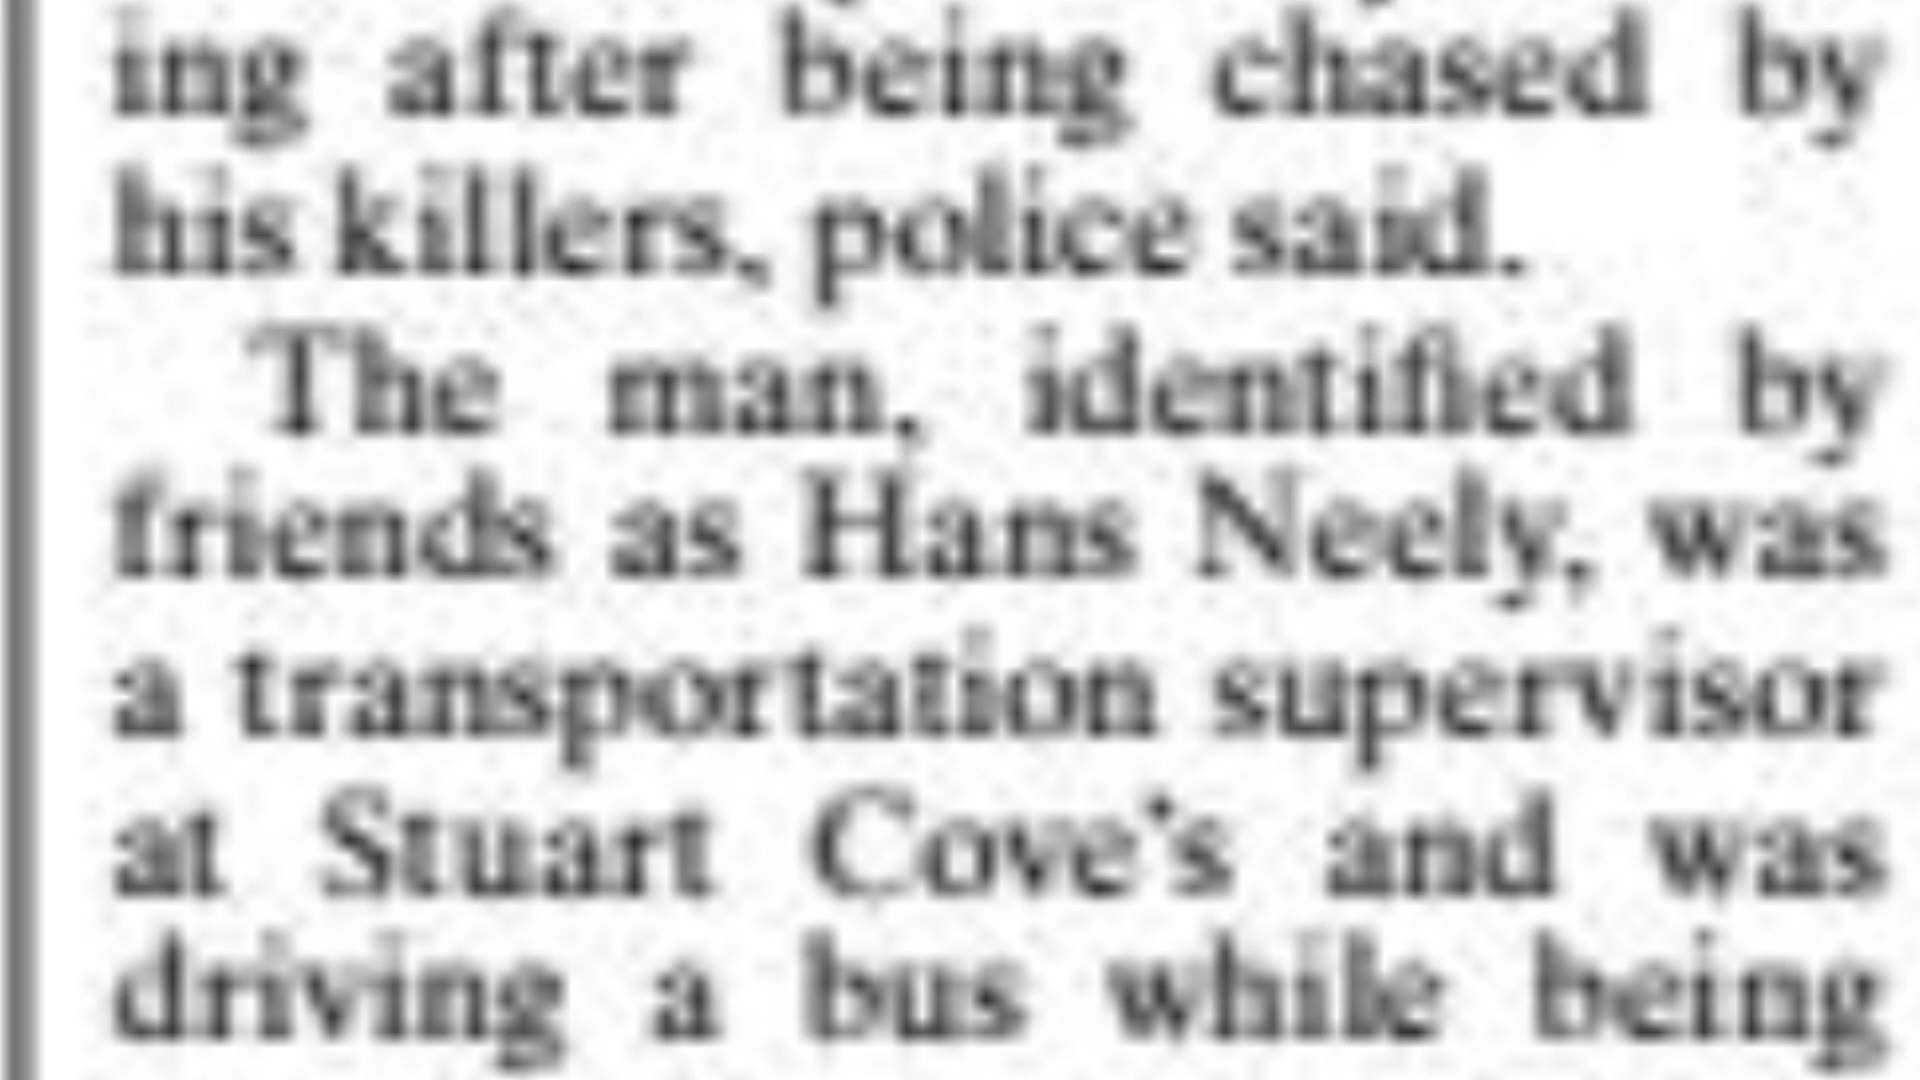 ing after being chased by
his killers, police said.
The man, identified by
friends as Hans Neely, was
a transportation supervisor
at Stuart Cove's and was
driving a bus while being